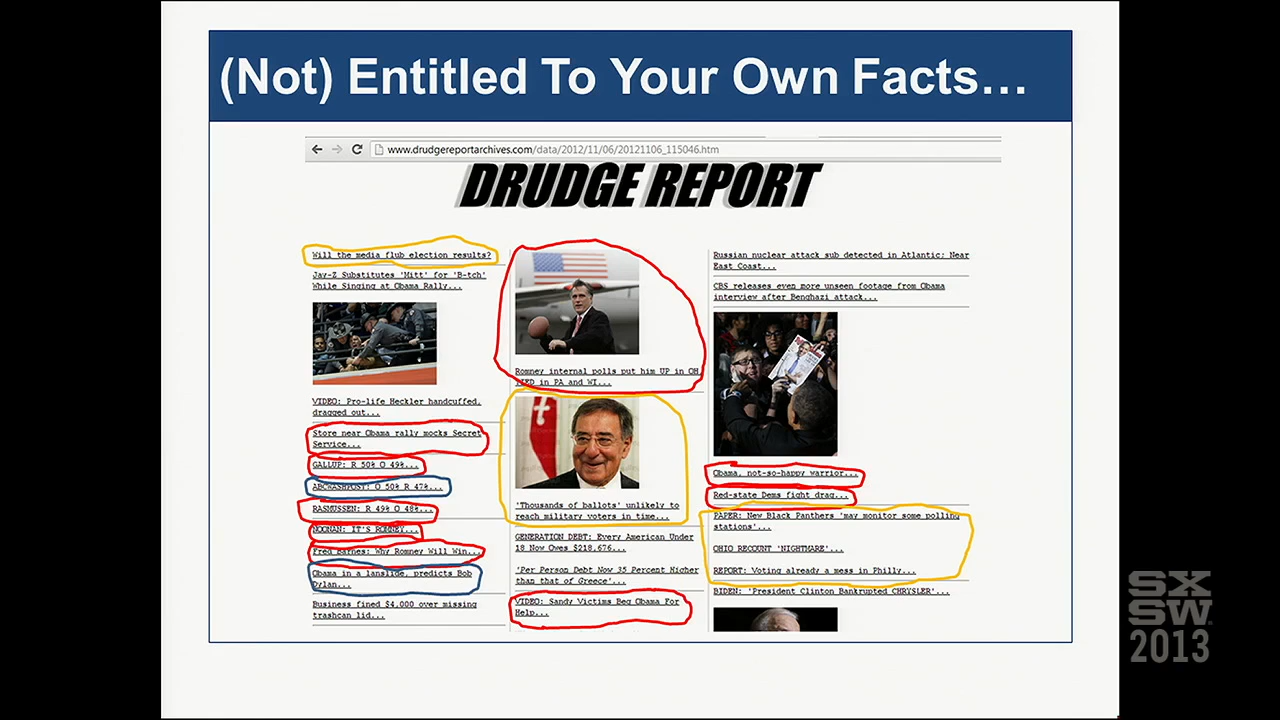 (Not) Entitled To Your Own Facts…
www.drudgereportarchives.com/data/2012/11/06/20121106_115046.htm
DRUDGE REPORT
Will the media flub election results?
Jay-Z Substitutes 'Mitt' for 'B-tch'
While Singing at Obama Rally...
VIDEO: Pro-life Heckler handcuffed,
dragged out...
Store near Obama rally mocks Secret
Service...
GALLUP: R 50% O 49%...
ABCWASHPOST: O 50% R 47%...
RASMUSSEN: R 49% O 48%...
NOONAN: IT'S ROMNEY...
Fred Barnes: Why Romney Will Win...
Obama in a lanslide, predicts Bob
Dylan...
Business fined $4,000 over missing
trashcan lid...
Romney internal polls put him UP in OH
TIED in PA and WI...
'Thousands of ballots' unlikely to
reach military voters in time...
GENERATION DEBT: Every American Under
18 Now Owes $218,676...
'Per Person Debt Now 35 Percent Higher
than that of Greece'...
VIDEO: Sandy Victims Beg Obama For
Help...
Russian nuclear attack sub detected in Atlantic; Near
East Coast...
CBS releases even more unseen footage from Obama
interview after Benghazi attack...
Obama, not-so-happy warrior...
Red-state Dems fight drag...
PAPER: New Black Panthers 'may monitor some polling
stations'...
OHIO RECOUNT 'NIGHTMARE'...
REPORT: Voting already a mess in Philly...
BIDEN: 'President Clinton Bankrupted CHRYSLER'...
SX
SW
2013